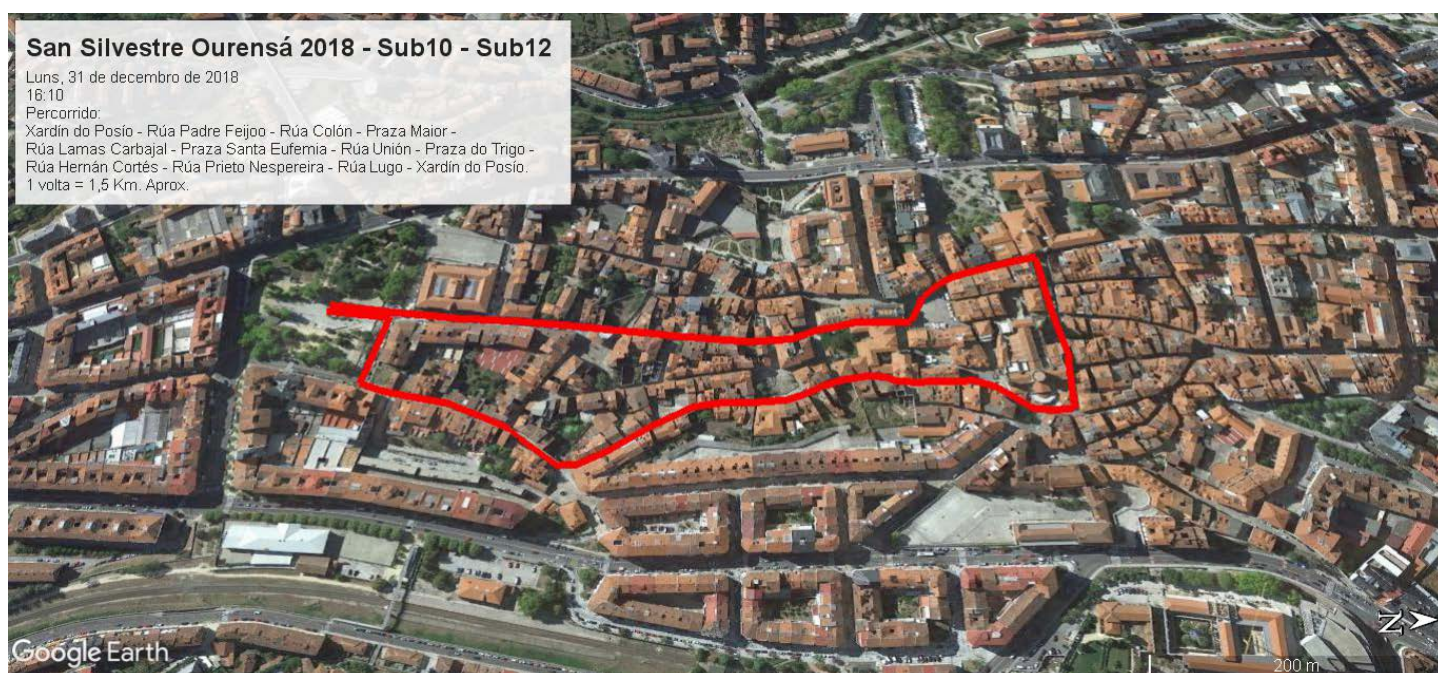 San Silvestre Ourensá 2018 - Sub10 - Sub12
Luns, 31 de decembro de 2018
16:10
Percorrido:
Xardín do Posío - Rúa Padre Feijoo - Rúa Colón - Praza Maior -
Rúa Lamas Carbajal - Praza Santa Eufemia - Rúa Unión - Praza do Trigo -
Rúa Hernán Cortés - Rúa Prieto Nespereira - Rúa Lugo - Xardín do Posío.
1 volta = 1,5 Km. Aprox.
N
Google Earth
200 m